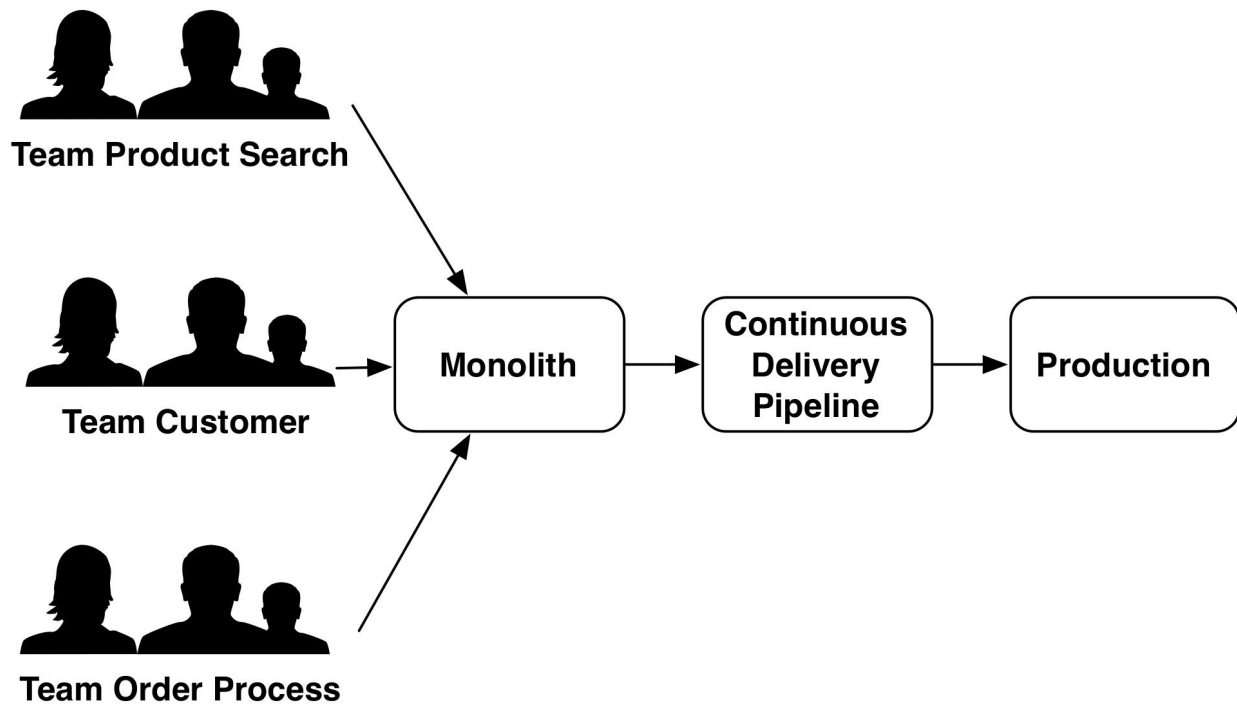 Team Product Search
Team Customer
Team Order Process
Monolith
Continuous
Delivery
Pipeline
Production